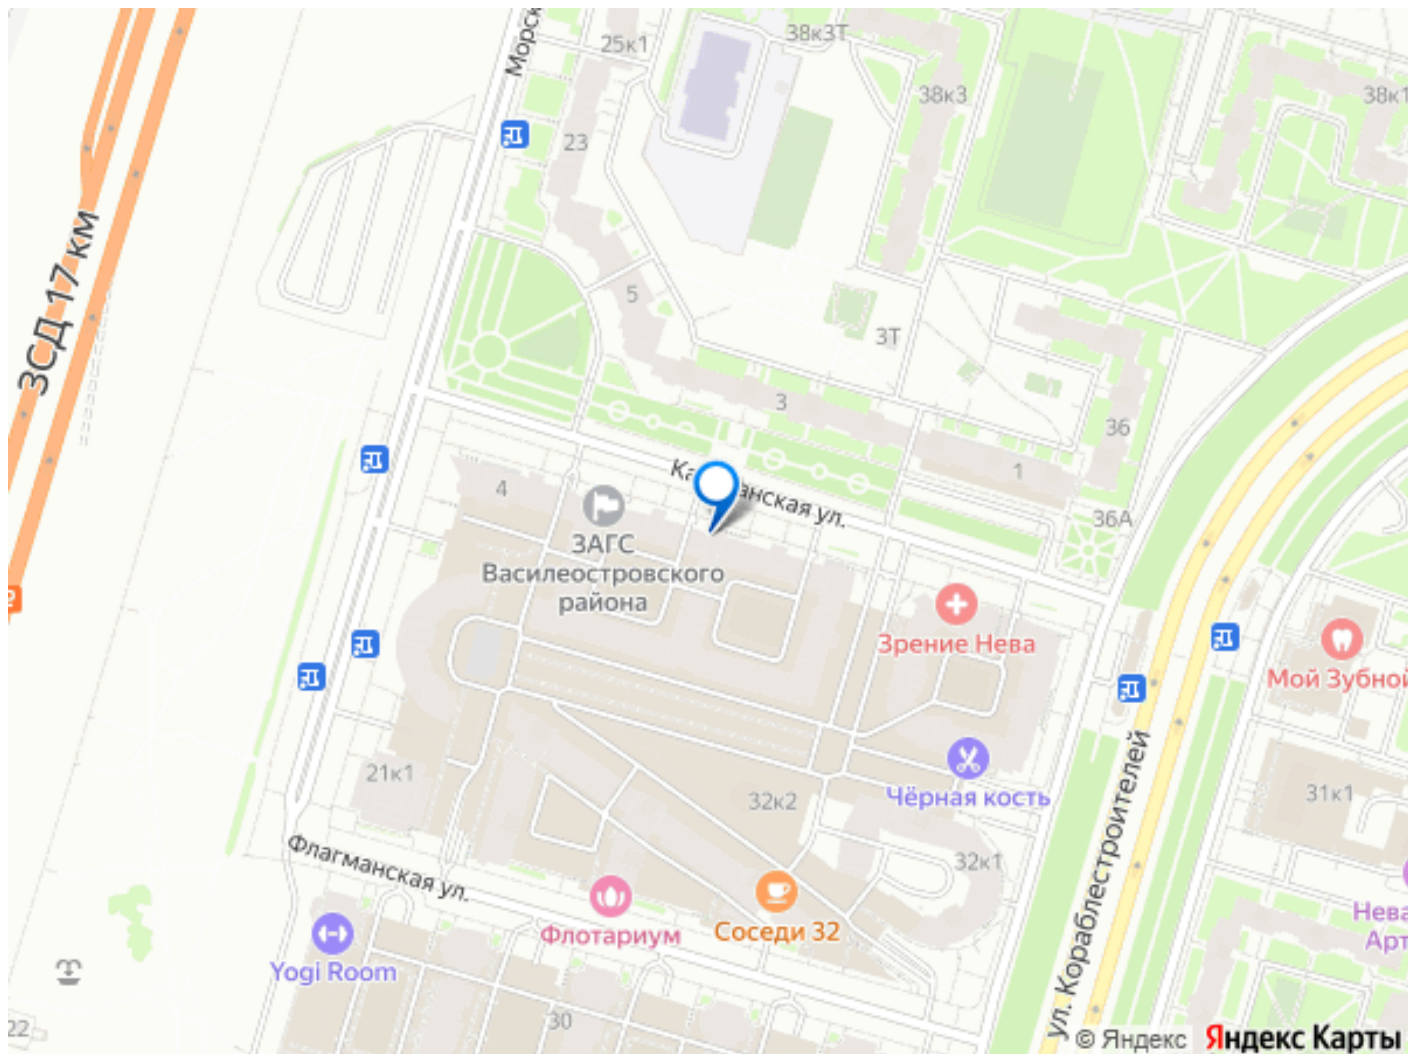 Морск
25к1
38к3Т
38к3
38к1
23
ЗСД 17 км
5
3Т
3
36
1
4
36А
ул.
ЗАГС
Василеостровского
района
Зрение Нева
Мой Зубной
21к1
32к2
Чёрная кость
31к1
32к1
Флагманская ул.
Флотариум
Соседи 32
ул. Кораблестроителей
Нева
Арт
Yogi Room
30
22
© Яндекс
Яндекс Карты